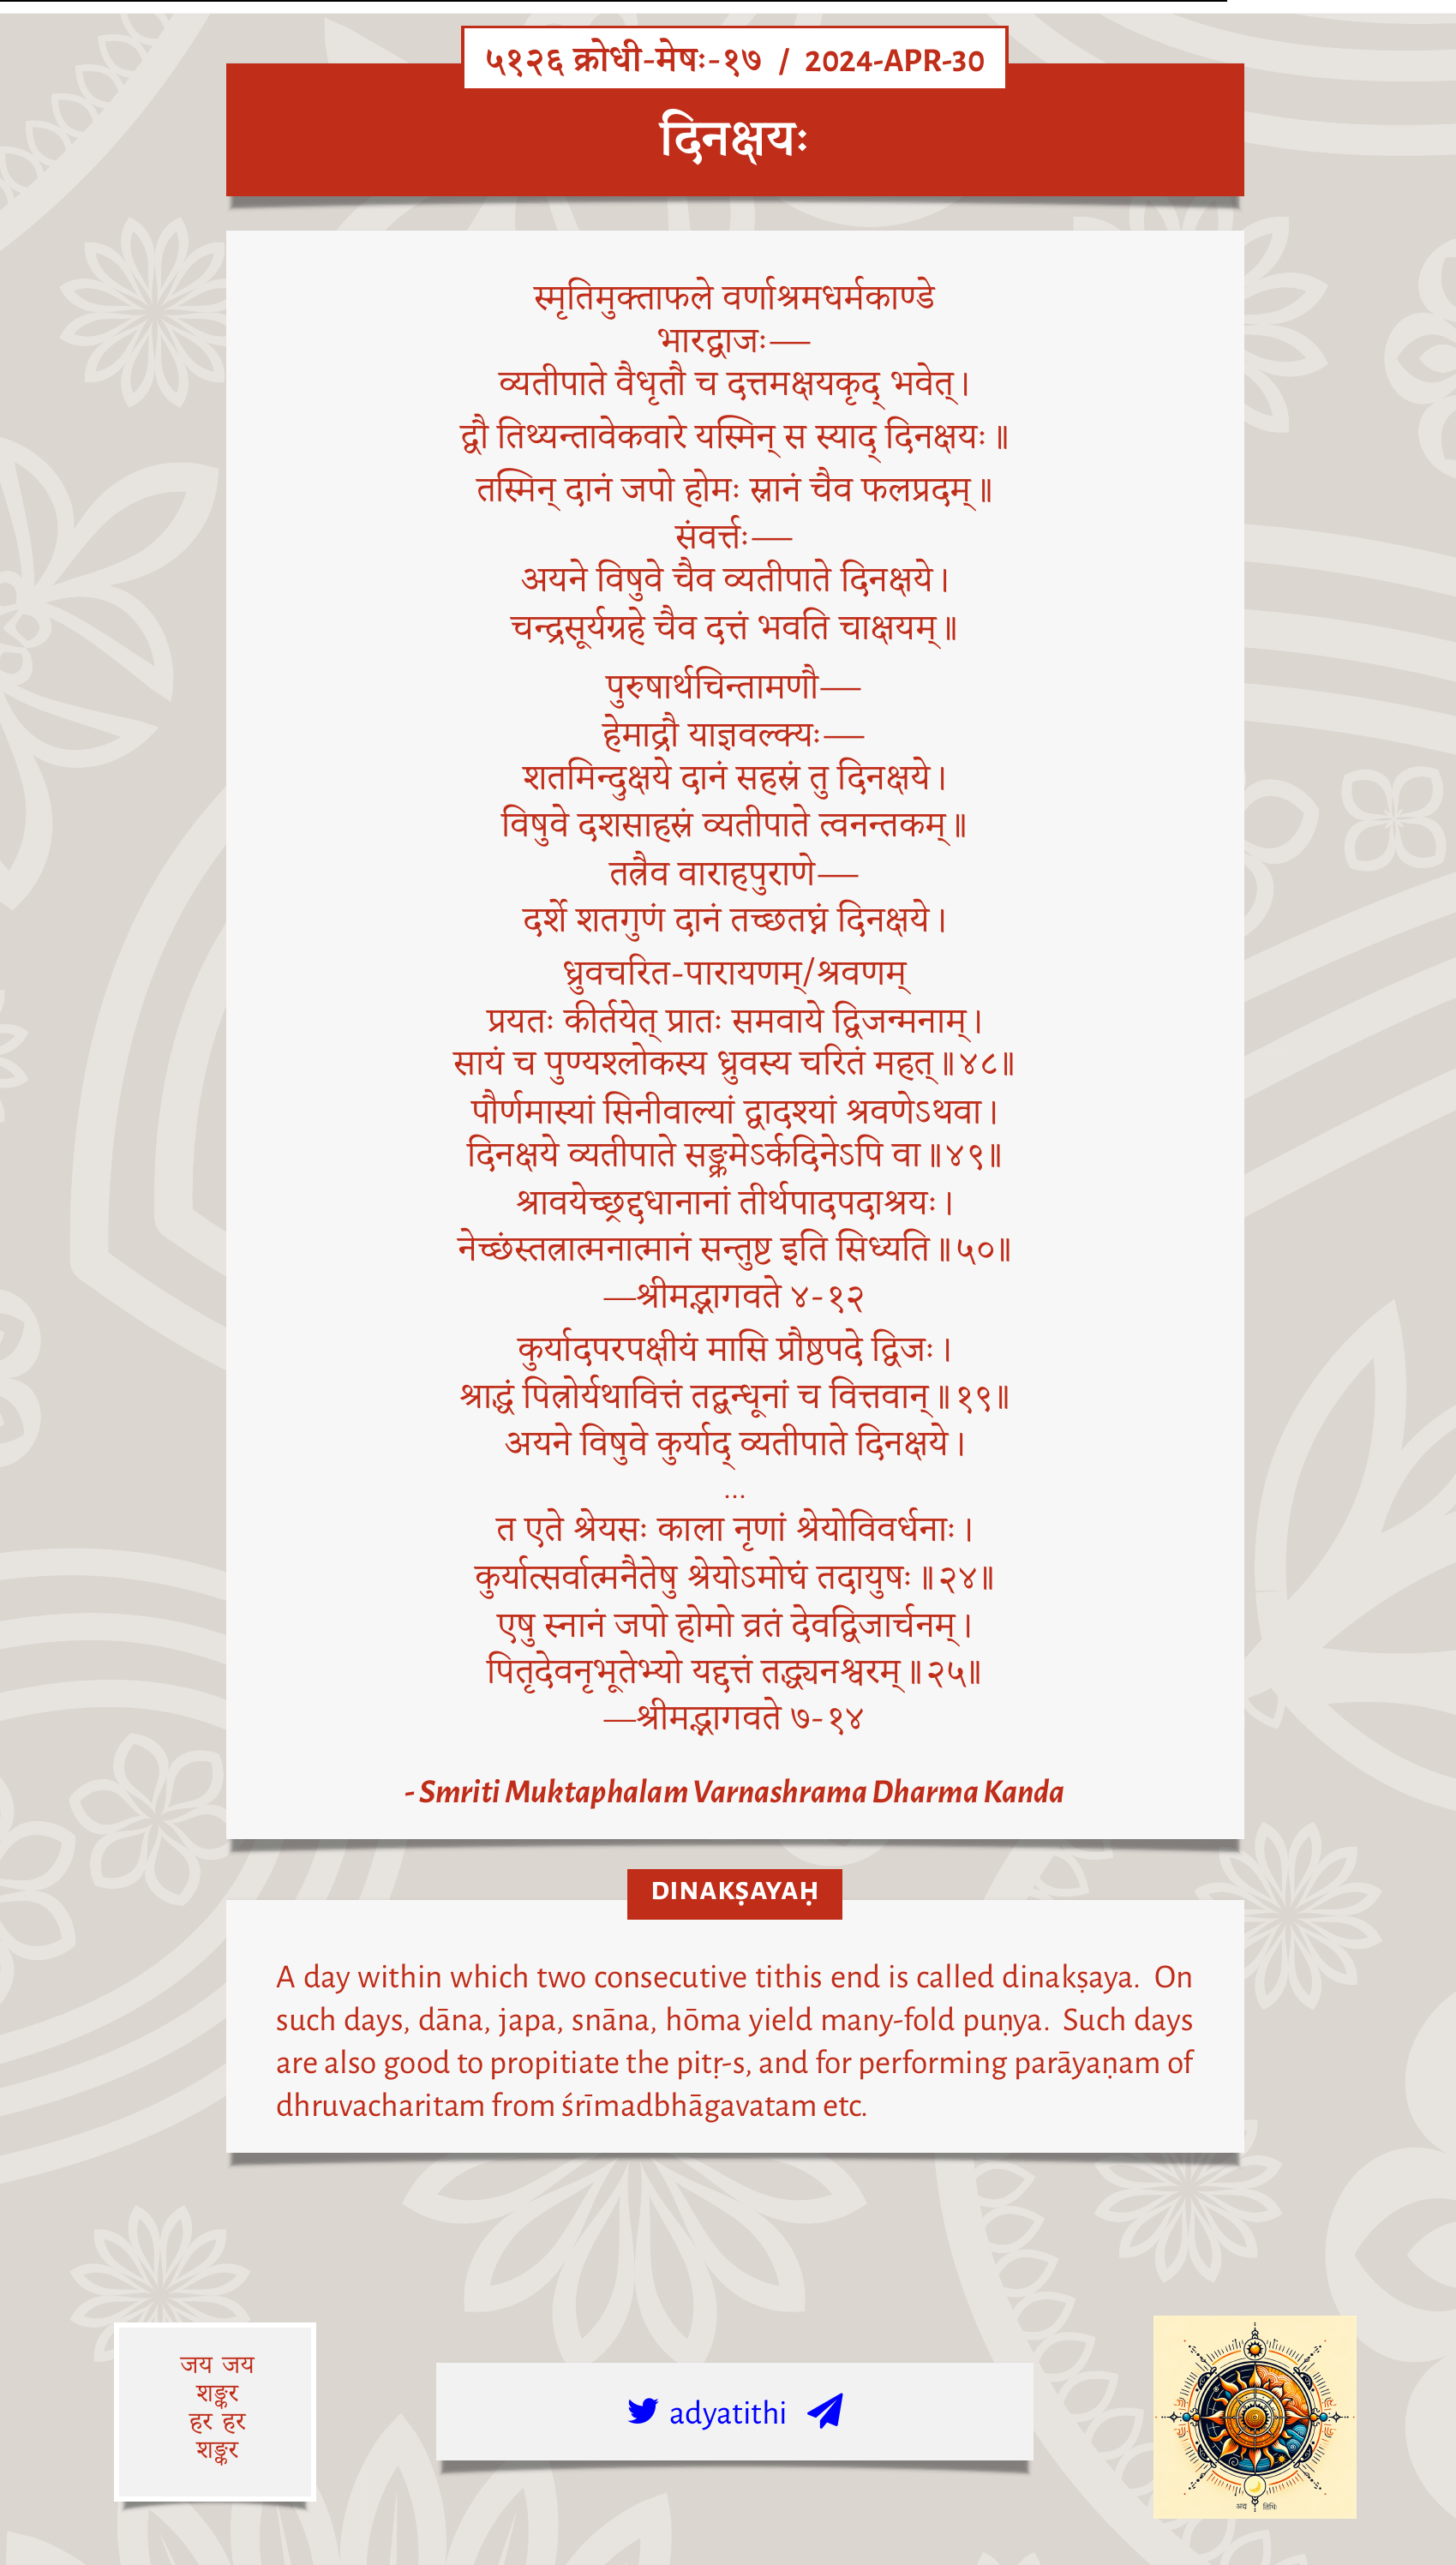 ५१२६ क्रोधी-मेषः-१७ / 2024-APR-30
दिनक्षयः
स्मृतिमुक्ताफले वर्णाश्रमधर्मकाण्डे
भारद्वाजः—
व्यतीपाते वैधृतौ च दत्तमक्षयकृद् भवेत्।
द्वौ तिथ्यन्तावेकवारे यस्मिन् स स्याद् दिनक्षयः॥
तस्मिन् दानं जपो होमः स्नानं चैव फलप्रदम्॥
संवर्त्तः—
अयने विषुवे चैव व्यतीपाते दिनक्षये।
चन्द्रसूर्यग्रहे चैव दत्तं भवति चाक्षयम्॥
पुरुषार्थचिन्तामणौ—
हेमाद्रौ याज्ञवल्क्यः—
शतमिन्दुक्षये दानं सहस्रं तु दिनक्षये।
विषुवे दशसाहस्रं व्यतीपाते त्वनन्तकम्॥
तत्रैव वाराहपुराणे—
दर्शे शतगुणं दानं तच्छतघ्नं दिनक्षये।
ध्रुवचरित-पारायणम्/श्रवणम्
प्रयतः कीर्तयेत् प्रातः समवाये द्विजन्मनाम्।
सायं च पुण्यश्लोकस्य ध्रुवस्य चरितं महत्॥४८॥
पौर्णमास्यां सिनीवाल्यां द्वादश्यां श्रवणेऽथवा।
दिनक्षये व्यतीपाते सङ्क्रमेऽर्कदिनेऽपि वा॥४९॥
श्रावयेच्छ्रद्दधानानां तीर्थपादपदाश्रयः।
नेच्छंस्तत्रात्मनात्मानं सन्तुष्ट इति सिध्यति॥५०॥
—श्रीमद्भागवते ४-१२
कुर्यादपरपक्षीयं मासि प्रौष्ठपदे द्विजः।
श्राद्धं पित्रोर्यथावित्तं तद्बन्धूनां च वित्तवान्॥१९॥
अयने विषुवे कुर्याद् व्यतीपाते दिनक्षये।
…
त एते श्रेयसः काला नृणां श्रेयोविवर्धनाः।
कुर्यात्सर्वात्मनैतेषु श्रेयोऽमोघं तदायुषः॥२४॥
एषु स्नानं जपो होमो व्रतं देवद्विजार्चनम्।
पितृदेवनृभूतेभ्यो यद्दत्तं तद्ध्यनश्वरम्॥२५॥
—श्रीमद्भागवते ७-१४
- Smriti Muktaphalam Varnashrama Dharma Kanda
DINAKṢAYAḤ
A day within which two consecutive tithis end is called dinakṣaya. On
such days, dāna, japa, snāna, hōma yield many-fold puṇya. Such days
are also good to propitiate the pitṛ-s, and for performing parāyaṇam of
dhruvacharitam from śrīmadbhāgavatam etc.
जय जय
शङ्कर
हर हर
शङ्कर
adyatithi
अद्य तिथिः